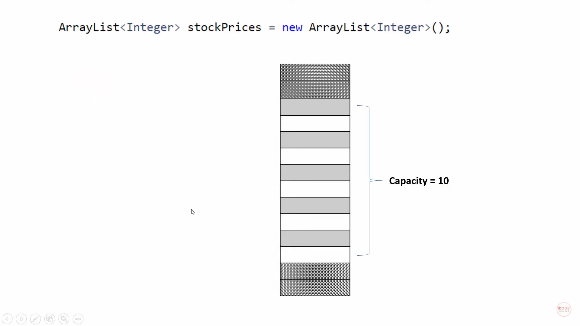 ArrayList<Integer> stockPrices = new ArrayList<Integer>();
Capacity = 10